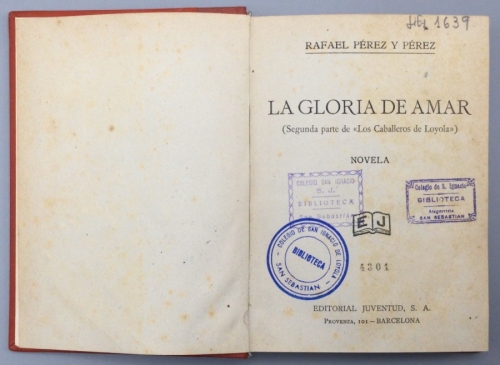 1639
RAFAEL PÉREZ Y PÉREZ
LA GLORIA DE AMAR
(Segunda parte de «Los Caballeros de Loyola»)
NOVELA
COLEGIO SAN IGNACIO
S. J.
BIBLIOTECA
San Sebastián
Colegio de S. Ignacio
BIBLIOTECA
SAN SEBASTIAN
EJ
COLEGIO DE SAN IGNACIO DE LOYOLA
BIBLIOTECA
SAN SEBASTIAN
4301
EDITORIAL JUVENTUD, S. A.
PROVENZA, 101 — BARCELONA